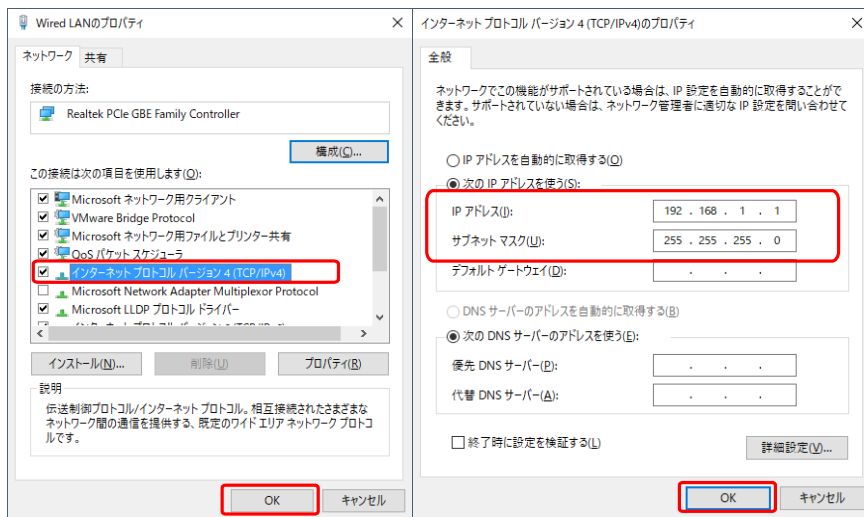 Wired LANのプロパティ
ネットワーク 共有
接続の方法:
Realtek PCIe GBE Family Controller
構成(C)...
この接続は次の項目を使用します(O):
Microsoft ネットワーク用クライアント
VMware Bridge Protocol
Microsoft ネットワーク用ファイルとプリンター共有
QoS パケット スケジューラ
インターネット プロトコル バージョン 4 (TCP/IPv4)
Microsoft Network Adapter Multiplexor Protocol
Microsoft LLDP プロトコル ドライバー
インストール(N)... 削除(U) プロパティ(R)
説明
伝送制御プロトコル/インターネット プロトコル。相互接続されたさまざまな
ネットワーク間の通信を提供する、既定のワイド エリア ネットワーク プロトコ
ルです。
OK キャンセル
インターネット プロトコル バージョン 4 (TCP/IPv4)のプロパティ
全般
ネットワークでこの機能がサポートされている場合は、IP 設定を自動的に取得することがで
きます。サポートされていない場合は、ネットワーク管理者に適切な IP 設定を問い合わせて
ください。
IP アドレスを自動的に取得する(O)
次の IP アドレスを使う(S):
IP アドレス(I): 192 . 168 . 1 . 1
サブネット マスク(U): 255 . 255 . 255 . 0
デフォルト ゲートウェイ(D): . . .
DNS サーバーのアドレスを自動的に取得する(B)
次の DNS サーバーのアドレスを使う(E):
優先 DNS サーバー(P): . . .
代替 DNS サーバー(A): . . .
終了時に設定を検証する(L)
詳細設定(V)...
OK キャンセル